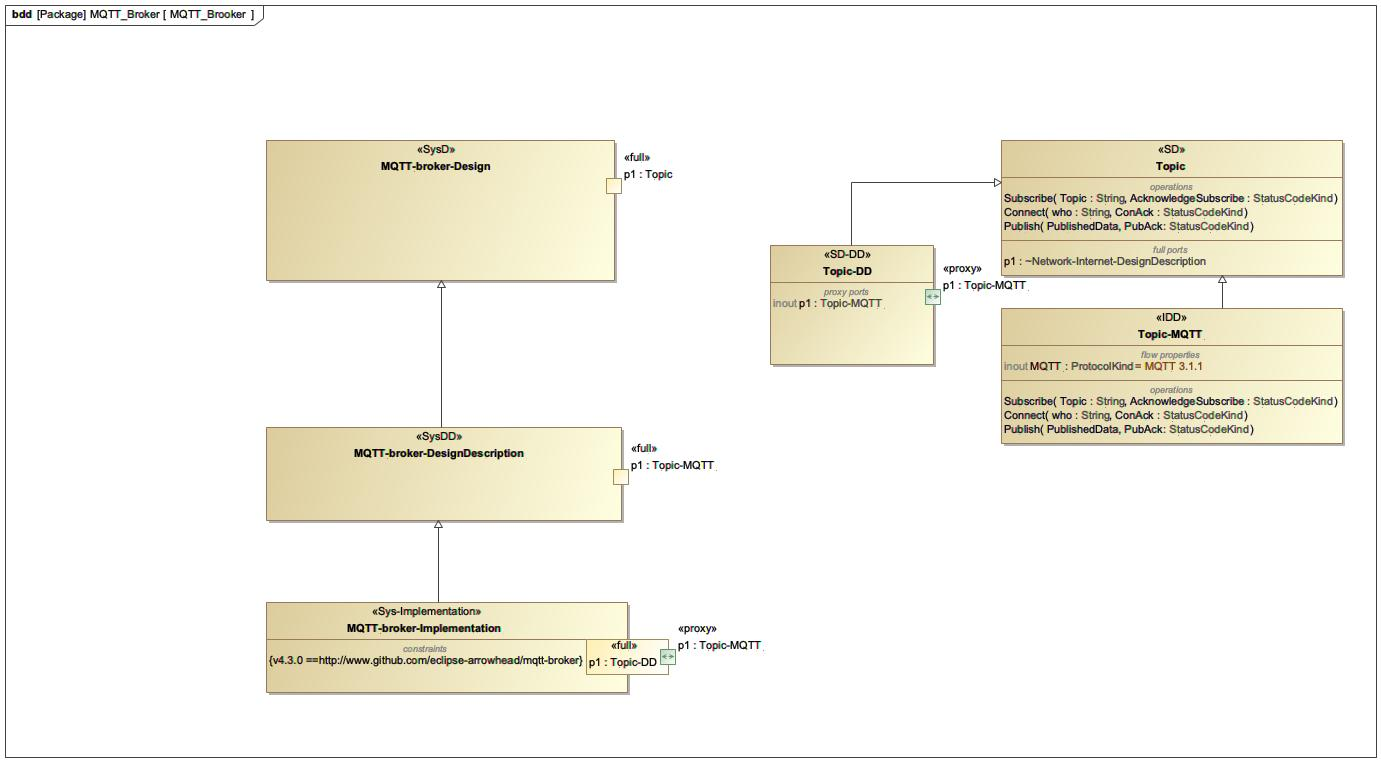 bdd [Package] MQTT_Broker [ MQTT_Brooker ]
«SysD»
MQTT-broker-Design
«full»
p1 : Topic
«SysDD»
MQTT-broker-DesignDescription
«full»
p1 : Topic-MQTT
«Sys-Implementation»
MQTT-broker-Implementation
constraints
{v4.3.0 ==http://www.github.com/eclipse-arrowhead/mqtt-broker}
«full»
p1 : Topic-DD
«proxy»
p1 : Topic-MQTT
«SD-DD»
Topic-DD
proxy ports
inout p1 : Topic-MQTT
«proxy»
p1 : Topic-MQTT
«SD»
Topic
operations
Subscribe( Topic : String, AcknowledgeSubscribe : StatusCodeKind)
Connect( who : String, ConAck : StatusCodeKind)
Publish( PublishedData, PubAck: StatusCodeKind)
full ports
p1 : ~Network-Internet-DesignDescription
«IDD»
Topic-MQTT
flow properties
inout MQTT : ProtocolKind = MQTT 3.1.1
operations
Subscribe( Topic : String, AcknowledgeSubscribe : StatusCodeKind)
Connect( who : String, ConAck : StatusCodeKind)
Publish( PublishedData, PubAck: StatusCodeKind)